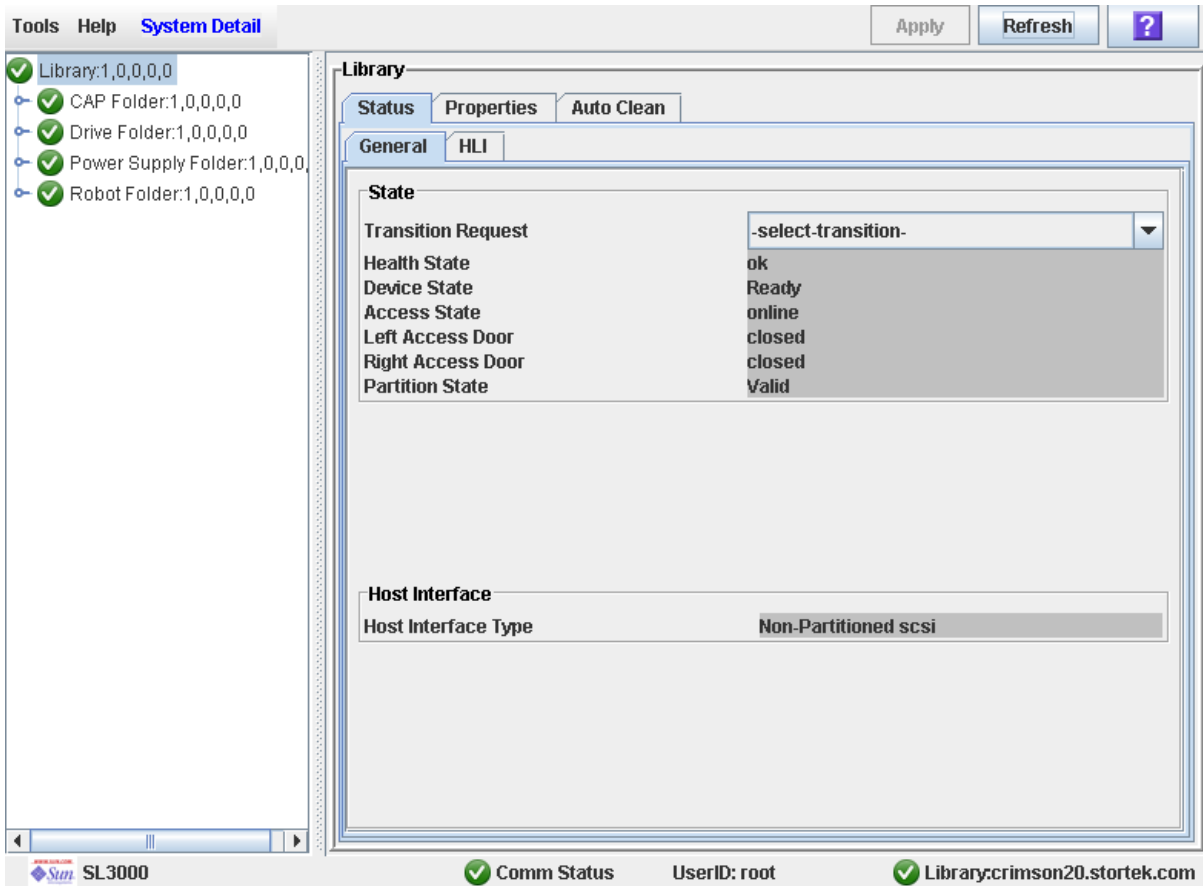 Tools Help System Detail Apply Refresh ?
Library:1,0,0,0,0
CAP Folder:1,0,0,0,0
Drive Folder:1,0,0,0,0
Power Supply Folder:1,0,0,0,
Robot Folder:1,0,0,0,0
Library
Status Properties Auto Clean
General HLI
State
Transition Request -select-transition-
Health State ok
Device State Ready
Access State online
Left Access Door closed
Right Access Door closed
Partition State Valid
Host Interface
Host Interface Type Non-Partitioned scsi
Sun SL3000 Comm Status UserID: root Library:crimson20.stortek.com